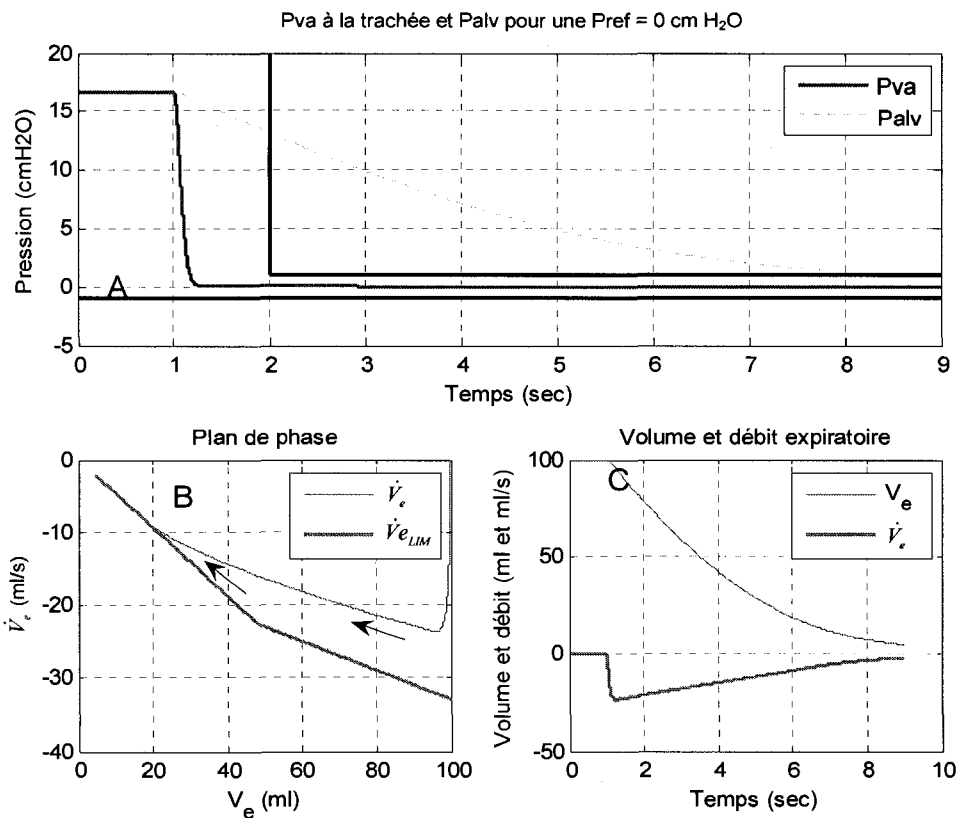 Pva à la trachée et Palv pour une Pref = 0 cm H₂O
Pression (cmH2O)
20
15
10
5
0
-5
A
Pva
Palv
0 1 2 3 4 5 6 7 8 9
Temps (sec)
Plan de phase
V̇e (ml/s)
0
-10
-20
-30
-40
B
V̇e
V̇eLIM
0 20 40 60 80 100
Ve (ml)
Volume et débit expiratoire
Volume et débit (ml et ml/s)
100
50
0
-50
C
Ve
V̇e
0 2 4 6 8 10
Temps (sec)